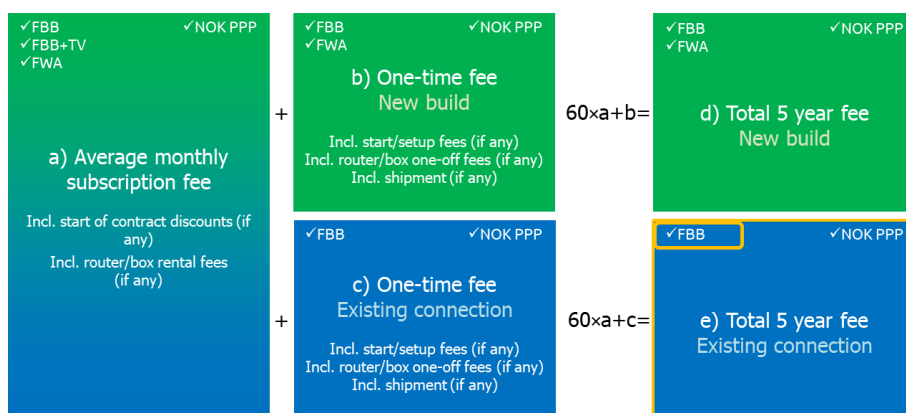 ✓FBB ✓NOK PPP
✓FBB+TV
✓FWA
a) Average monthly
subscription fee
Incl. start of contract discounts (if
any)
Incl. router/box rental fees
(if any)
+
✓FBB ✓NOK PPP
✓FWA
b) One-time fee
New build
Incl. start/setup fees (if any)
Incl. router/box one-off fees (if any)
Incl. shipment (if any)
60×a+b=
✓FBB ✓NOK PPP
✓FWA
d) Total 5 year fee
New build
+
✓FBB ✓NOK PPP
c) One-time fee
Existing connection
Incl. start/setup fees (if any)
Incl. router/box one-off fees (if any)
Incl. shipment (if any)
60×a+c=
✓FBB ✓NOK PPP
e) Total 5 year fee
Existing connection